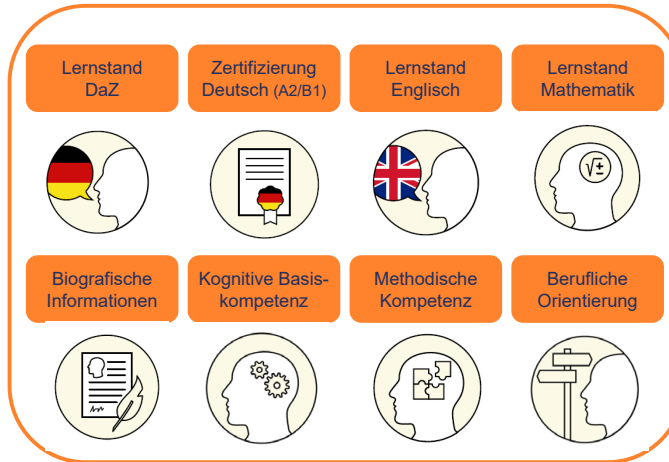 Lernstand
DaZ
Zertifizierung
Deutsch (A2/B1)
Lernstand
Englisch
Lernstand
Mathematik
Biografische
Informationen
Kognitive Basis-
kompetenz
Methodische
Kompetenz
Berufliche
Orientierung